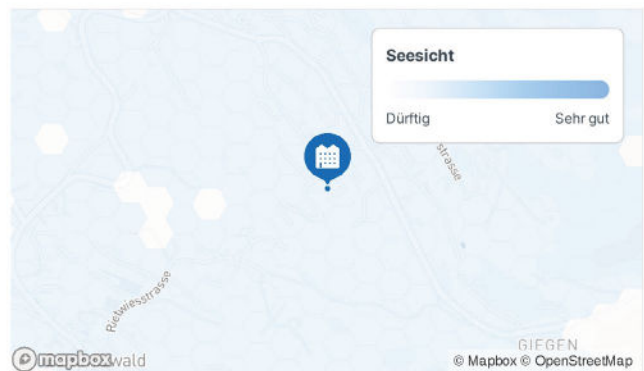 Seesicht
Dürftig Sehr gut
strasse
Rietwiesstrasse
GIEGEN
mapbox wald
© Mapbox © OpenStreetMap